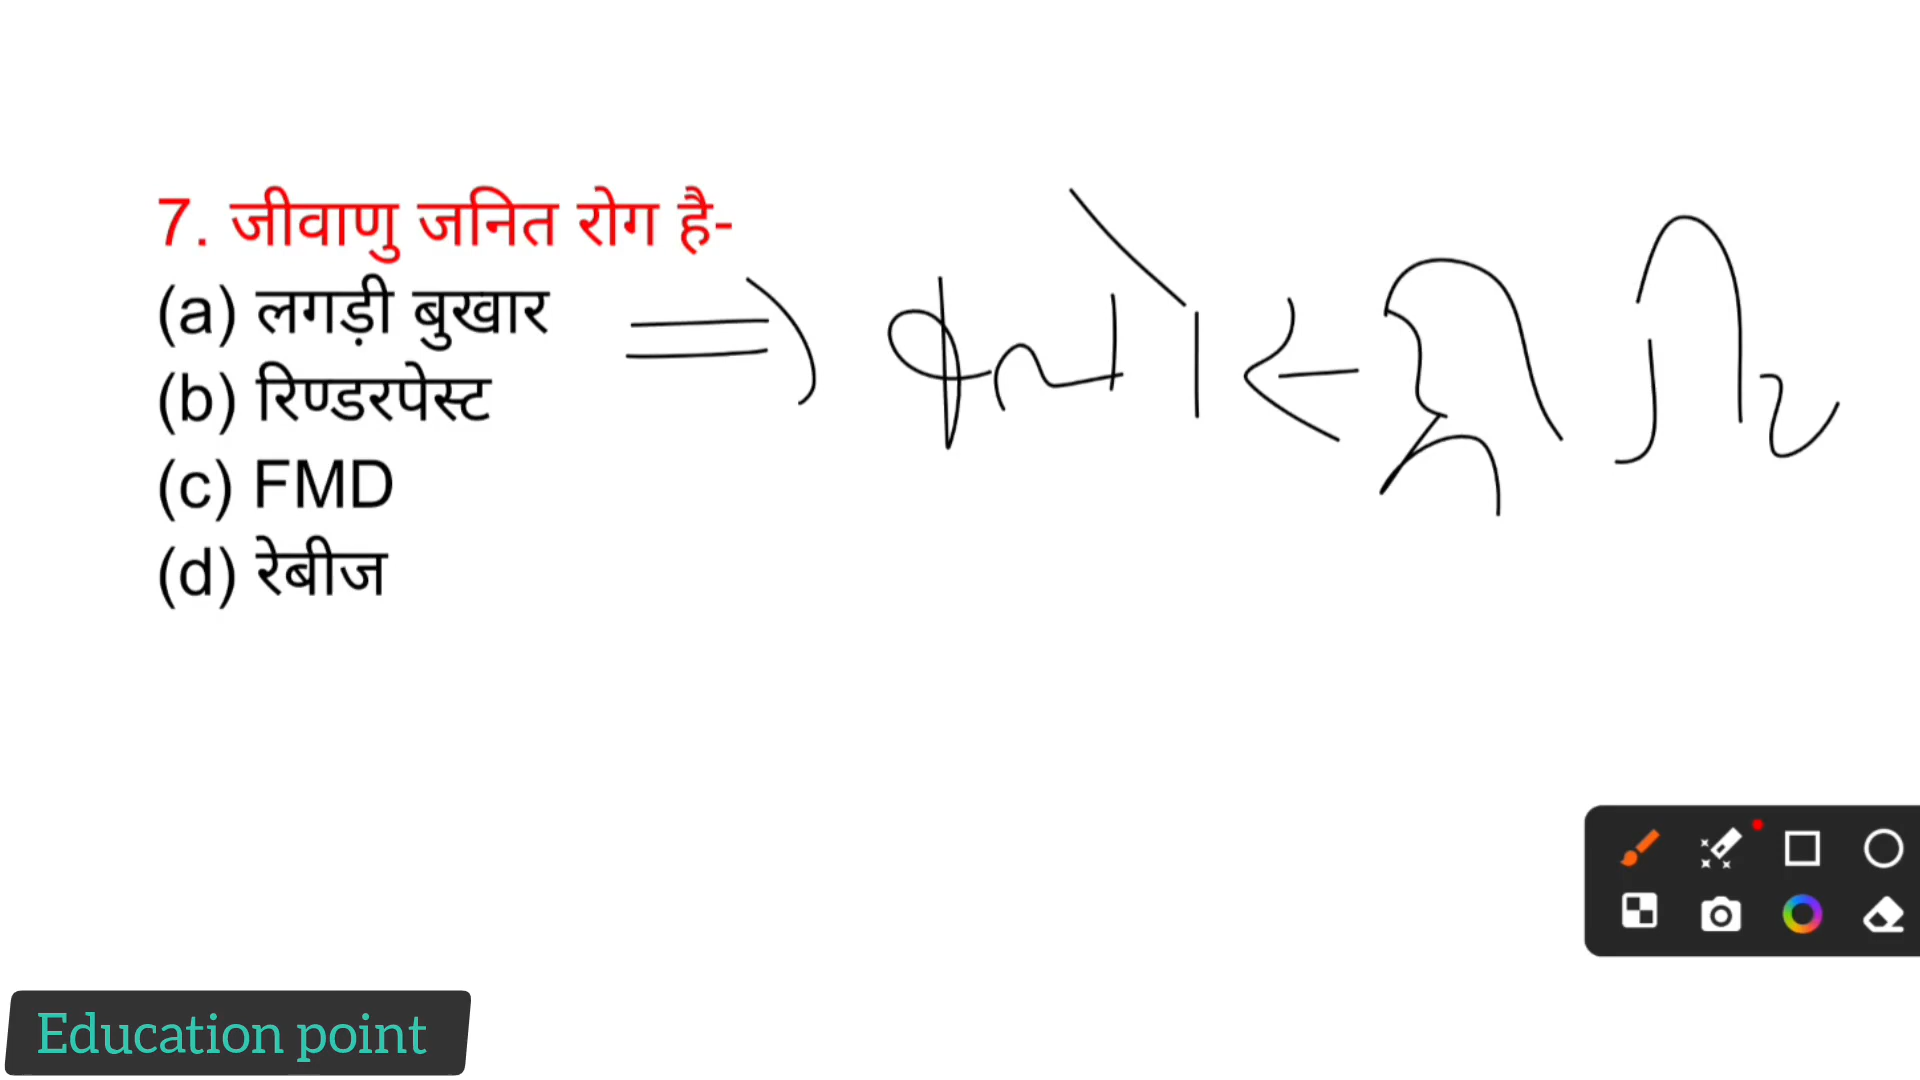 7. जीवाणु जनित रोग है-
(a) लगड़ी बुखार
(b) रिण्डरपेस्ट
(c) FMD
(d) रेबीज
Education point